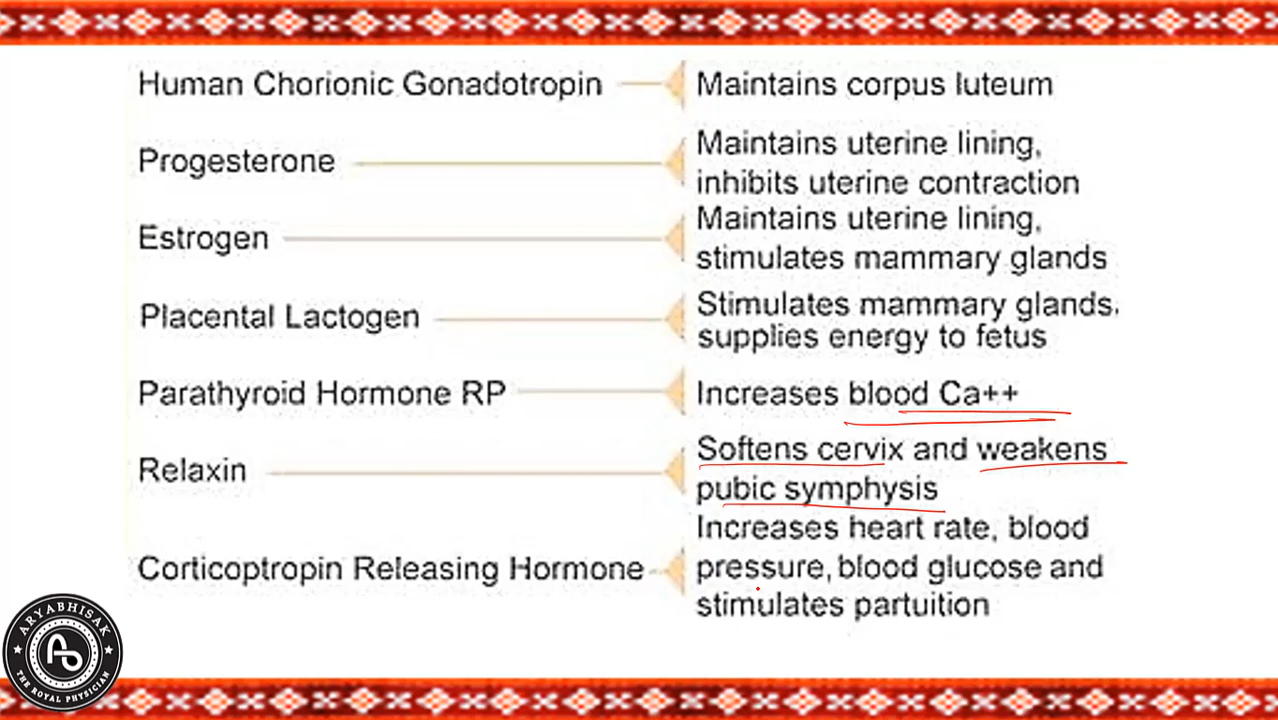 Human Chorionic Gonadotropin
Maintains corpus luteum
Progesterone
Maintains uterine lining,
inhibits uterine contraction
Estrogen
Maintains uterine lining,
stimulates mammary glands
Placental Lactogen
Stimulates mammary glands,
supplies energy to fetus
Parathyroid Hormone RP
Increases blood Ca++
Relaxin
Softens cervix and weakens
pubic symphysis
Corticoptropin Releasing Hormone
Increases heart rate, blood
pressure, blood glucose and
stimulates partuition
ARYABHISAK
THE ROYAL PHYSICIAN